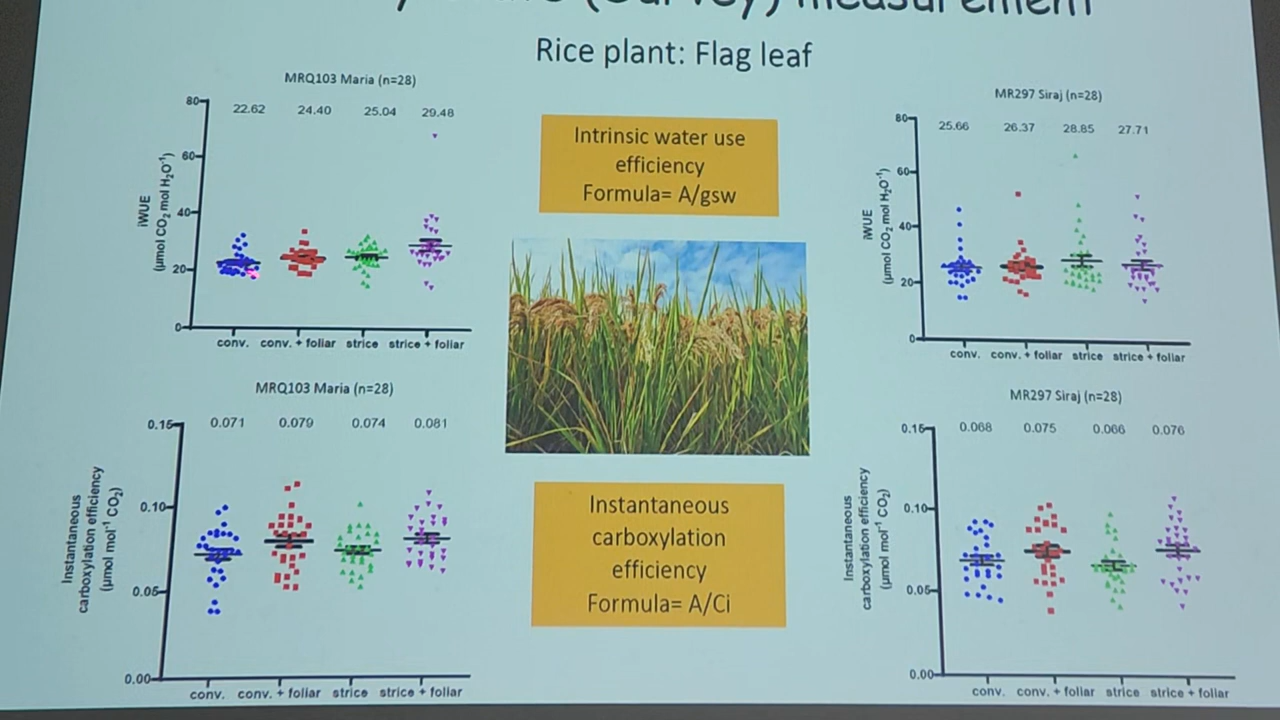 (Survey) measurement
Rice plant: Flag leaf
MRQ103 Maria (n=28)
22.62 24.40 25.04 29.48
80
60
40
20
0
iWUE
(µmol CO₂ mol H₂O⁻¹)
conv. conv. + foliar strice strice + foliar
Intrinsic water use
efficiency
Formula= A/gsw
MR297 Siraj (n=28)
25.66 26.37 28.85 27.71
80
60
40
20
0
iWUE
(µmol CO₂ mol H₂O⁻¹)
conv. conv. + foliar strice strice + foliar
MRQ103 Maria (n=28)
0.071 0.079 0.074 0.081
0.15
0.10
0.05
0.00
Instantaneous
carboxylation efficiency
(µmol mol⁻¹ CO₂)
conv. conv. + foliar strice strice + foliar
Instantaneous
carboxylation
efficiency
Formula= A/Ci
MR297 Siraj (n=28)
0.068 0.075 0.066 0.076
0.15
0.10
0.05
0.00
Instantaneous
carboxylation efficiency
(µmol mol⁻¹ CO₂)
conv. conv. + foliar strice strice + foliar